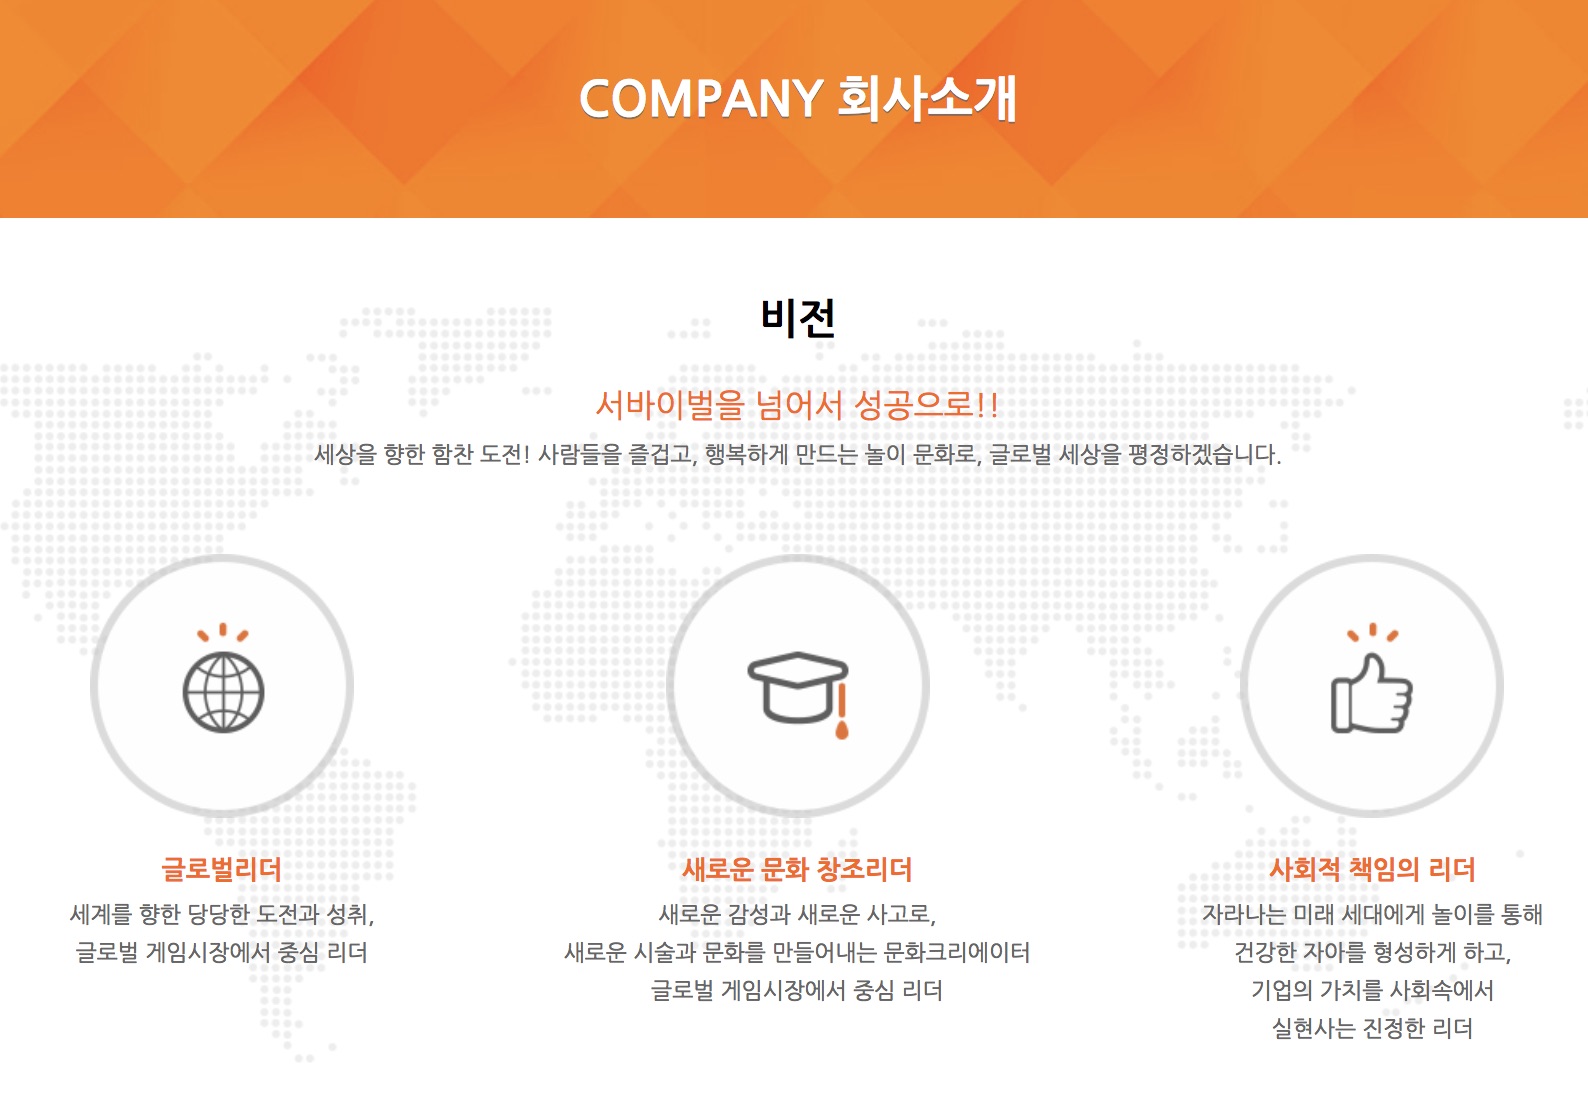 COMPANY 회사소개
비전
서바이벌을 넘어서 성공으로!!
세상을 향한 함찬 도전! 사람들을 즐겁고, 행복하게 만드는 놀이 문화로, 글로벌 세상을 평정하겠습니다.
글로벌리더
세계를 향한 당당한 도전과 성취,
글로벌 게임시장에서 중심 리더
새로운 문화 창조리더
새로운 감성과 새로운 사고로,
새로운 시술과 문화를 만들어내는 문화크리에이터
글로벌 게임시장에서 중심 리더
사회적 책임의 리더
자라나는 미래 세대에게 놀이를 통해
건강한 자아를 형성하게 하고,
기업의 가치를 사회속에서
실현사는 진정한 리더